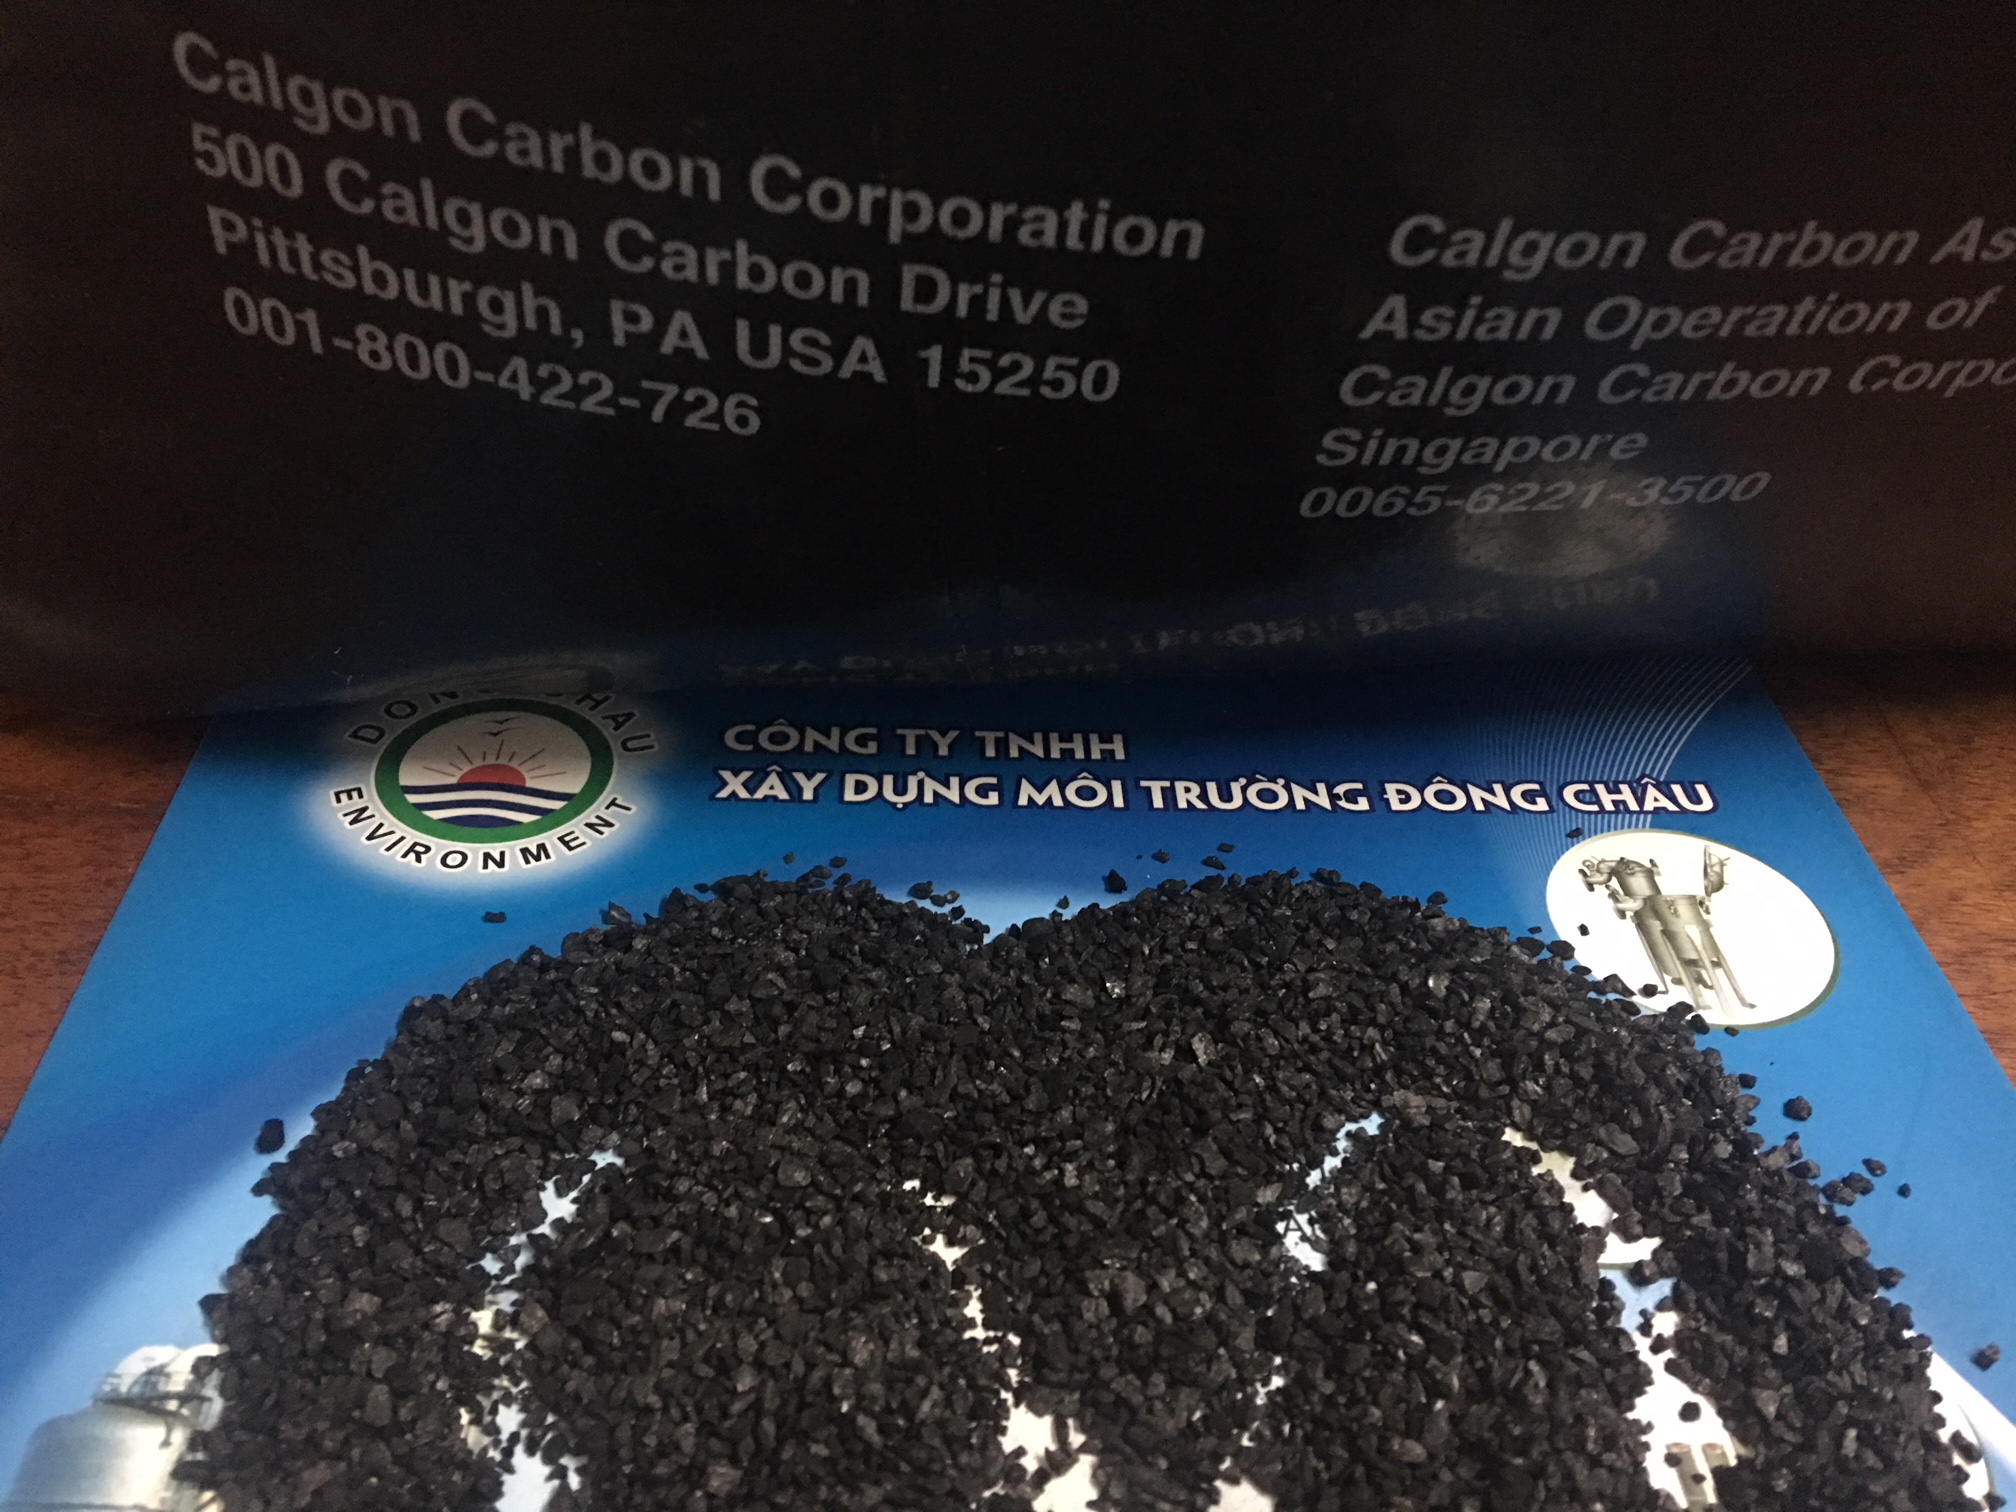 Calgon Carbon Corporation
500 Calgon Carbon Drive
Pittsburgh, PA USA 15250
001-800-422-726
Calgon Carbon As
Asian Operation of
Calgon Carbon Corpo
Singapore
0065-6221-3500
CHAU
ENVIRONMENT
CÔNG TY TNHH
XÂY DỰNG MÔI TRƯỜNG ĐÔNG CHÂU